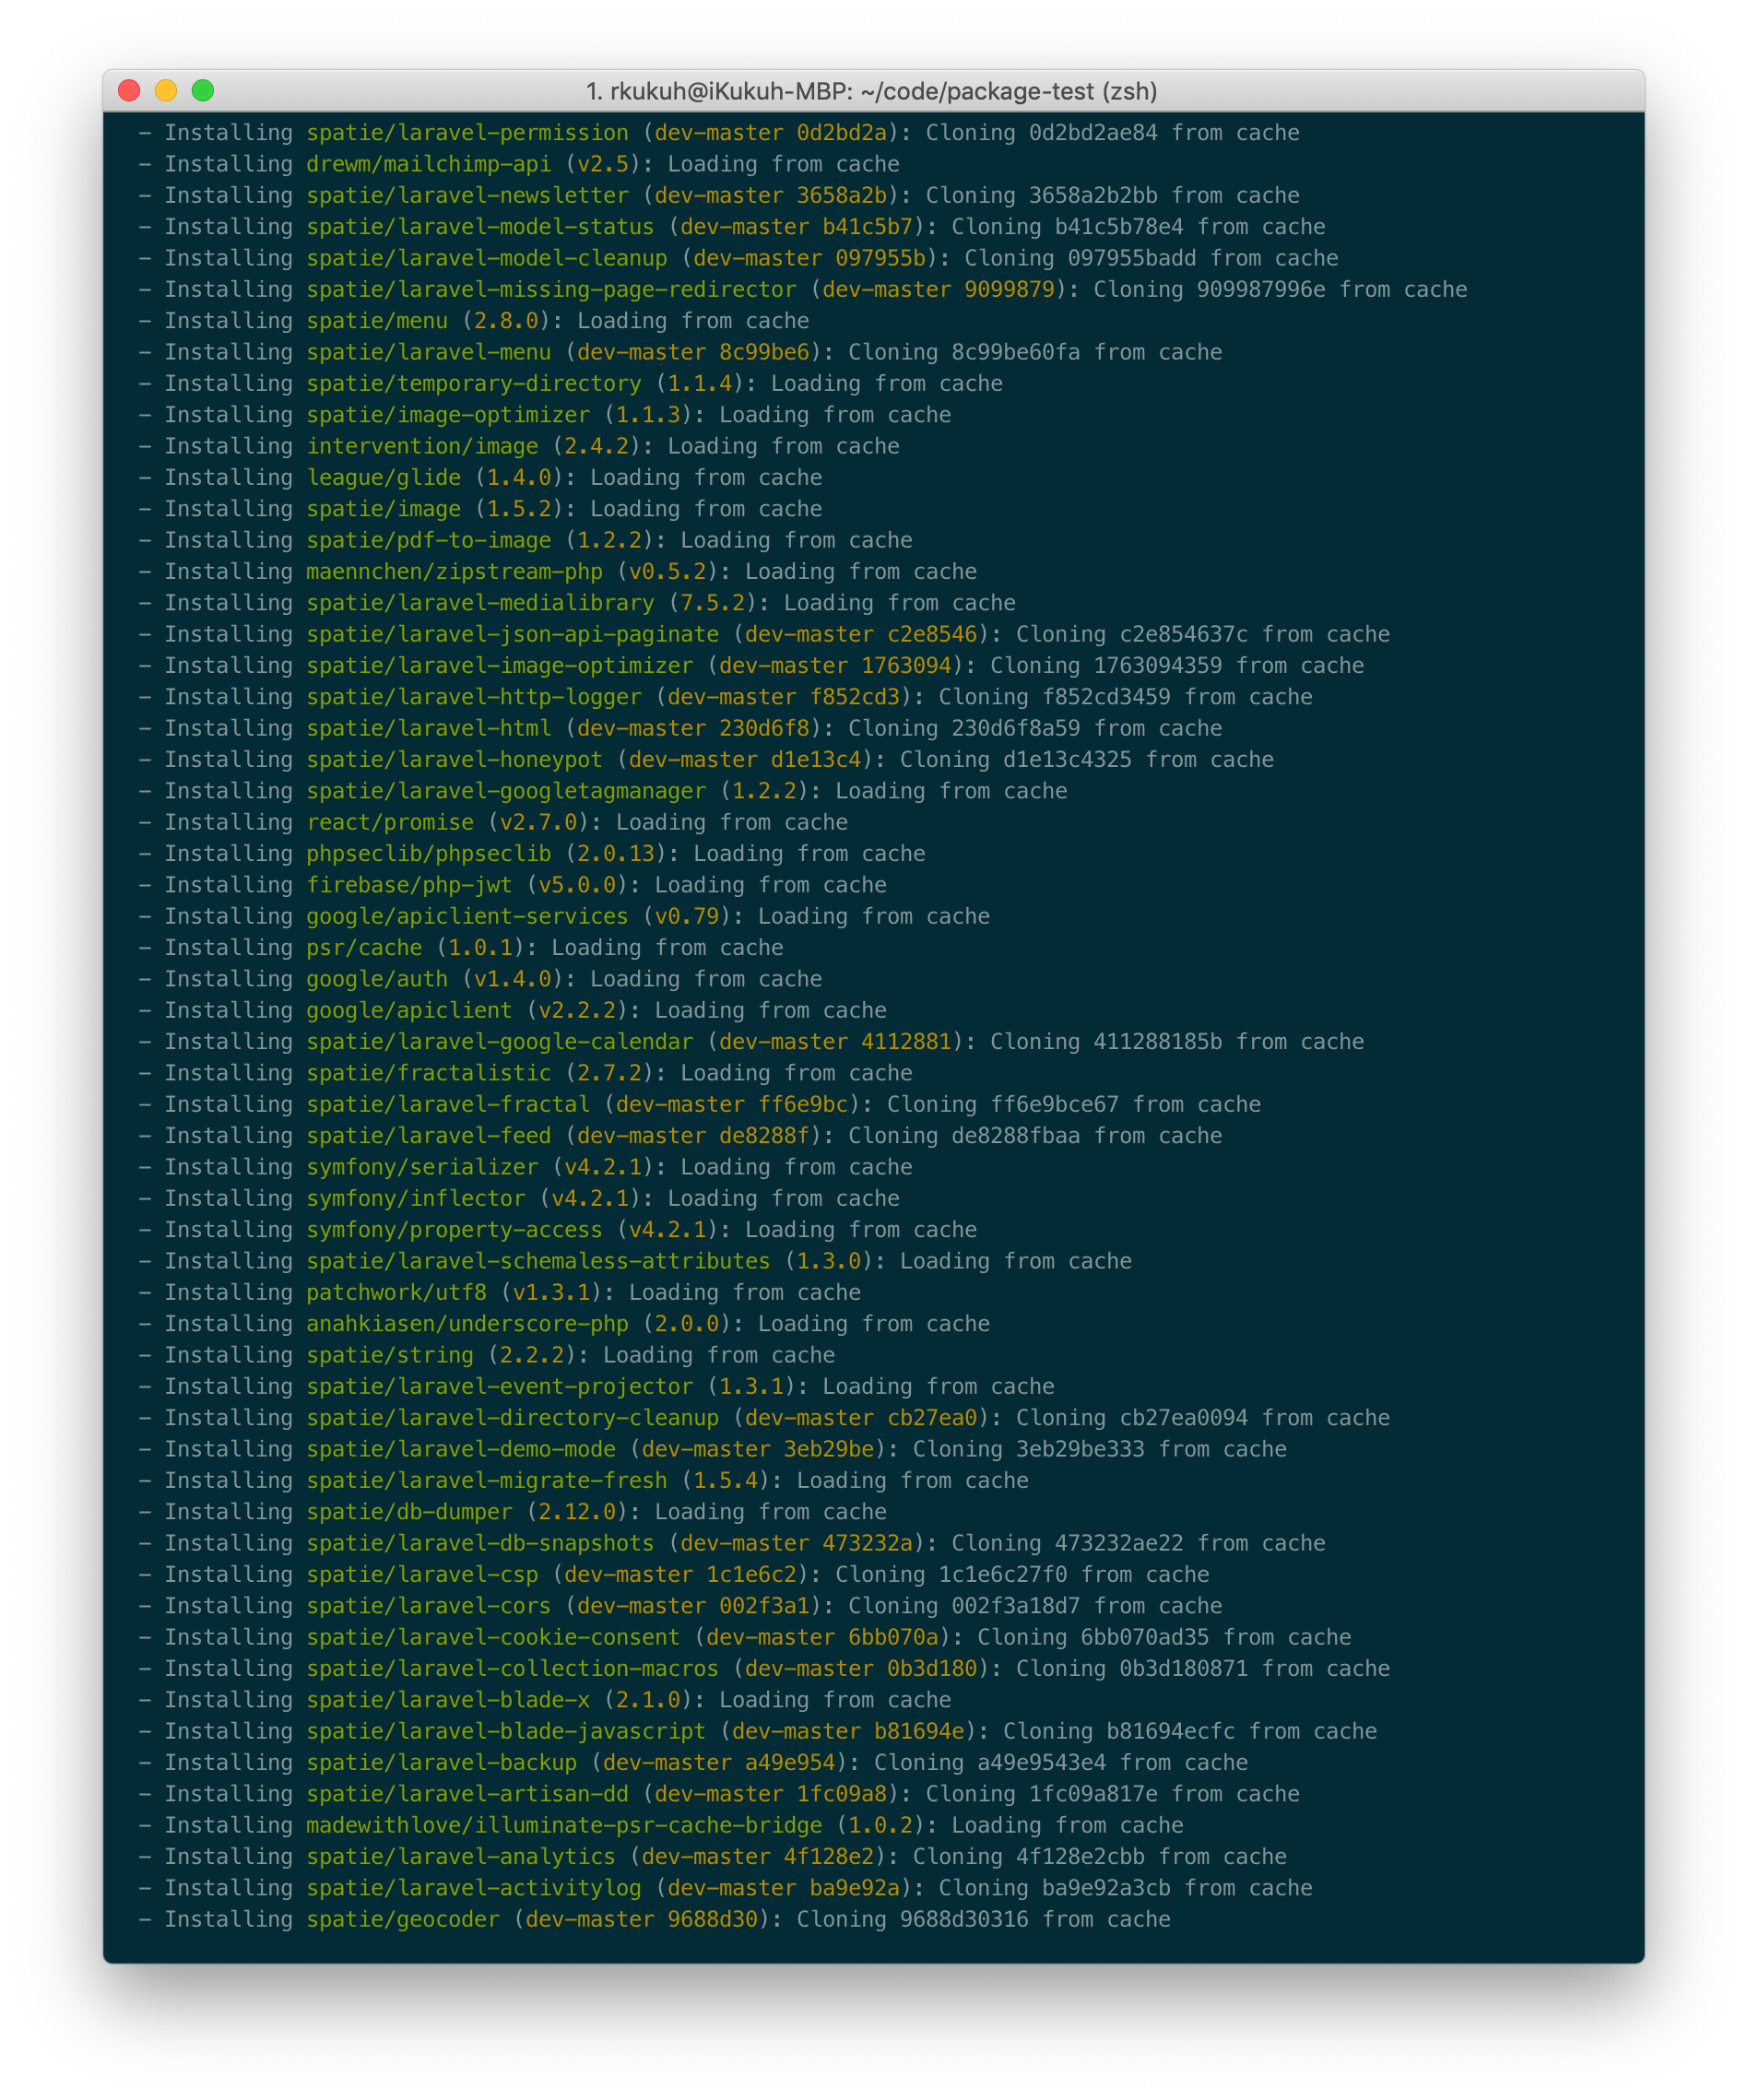 1. rkukuh@iKukuh-MBP: ~/code/package-test (zsh)
- Installing spatie/laravel-permission (dev-master 0d2bd2a): Cloning 0d2bd2ae84 from cache
- Installing drewm/mailchimp-api (v2.5): Loading from cache
- Installing spatie/laravel-newsletter (dev-master 3658a2b): Cloning 3658a2b2bb from cache
- Installing spatie/laravel-model-status (dev-master b41c5b7): Cloning b41c5b78e4 from cache
- Installing spatie/laravel-model-cleanup (dev-master 097955b): Cloning 097955badd from cache
- Installing spatie/laravel-missing-page-redirector (dev-master 9099879): Cloning 909987996e from cache
- Installing spatie/menu (2.8.0): Loading from cache
- Installing spatie/laravel-menu (dev-master 8c99be6): Cloning 8c99be60fa from cache
- Installing spatie/temporary-directory (1.1.4): Loading from cache
- Installing spatie/image-optimizer (1.1.3): Loading from cache
- Installing intervention/image (2.4.2): Loading from cache
- Installing league/glide (1.4.0): Loading from cache
- Installing spatie/image (1.5.2): Loading from cache
- Installing spatie/pdf-to-image (1.2.2): Loading from cache
- Installing maennchen/zipstream-php (v0.5.2): Loading from cache
- Installing spatie/laravel-medialibrary (7.5.2): Loading from cache
- Installing spatie/laravel-json-api-paginate (dev-master c2e8546): Cloning c2e854637c from cache
- Installing spatie/laravel-image-optimizer (dev-master 1763094): Cloning 1763094359 from cache
- Installing spatie/laravel-http-logger (dev-master f852cd3): Cloning f852cd3459 from cache
- Installing spatie/laravel-html (dev-master 230d6f8): Cloning 230d6f8a59 from cache
- Installing spatie/laravel-honeypot (dev-master d1e13c4): Cloning d1e13c4325 from cache
- Installing spatie/laravel-googletagmanager (1.2.2): Loading from cache
- Installing react/promise (v2.7.0): Loading from cache
- Installing phpseclib/phpseclib (2.0.13): Loading from cache
- Installing firebase/php-jwt (v5.0.0): Loading from cache
- Installing google/apiclient-services (v0.79): Loading from cache
- Installing psr/cache (1.0.1): Loading from cache
- Installing google/auth (v1.4.0): Loading from cache
- Installing google/apiclient (v2.2.2): Loading from cache
- Installing spatie/laravel-google-calendar (dev-master 4112881): Cloning 411288185b from cache
- Installing spatie/fractalistic (2.7.2): Loading from cache
- Installing spatie/laravel-fractal (dev-master ff6e9bc): Cloning ff6e9bce67 from cache
- Installing spatie/laravel-feed (dev-master de8288f): Cloning de8288fbaa from cache
- Installing symfony/serializer (v4.2.1): Loading from cache
- Installing symfony/inflector (v4.2.1): Loading from cache
- Installing symfony/property-access (v4.2.1): Loading from cache
- Installing spatie/laravel-schemaless-attributes (1.3.0): Loading from cache
- Installing patchwork/utf8 (v1.3.1): Loading from cache
- Installing anahkiasen/underscore-php (2.0.0): Loading from cache
- Installing spatie/string (2.2.2): Loading from cache
- Installing spatie/laravel-event-projector (1.3.1): Loading from cache
- Installing spatie/laravel-directory-cleanup (dev-master cb27ea0): Cloning cb27ea0094 from cache
- Installing spatie/laravel-demo-mode (dev-master 3eb29be): Cloning 3eb29be333 from cache
- Installing spatie/laravel-migrate-fresh (1.5.4): Loading from cache
- Installing spatie/db-dumper (2.12.0): Loading from cache
- Installing spatie/laravel-db-snapshots (dev-master 473232a): Cloning 473232ae22 from cache
- Installing spatie/laravel-csp (dev-master 1c1e6c2): Cloning 1c1e6c27f0 from cache
- Installing spatie/laravel-cors (dev-master 002f3a1): Cloning 002f3a18d7 from cache
- Installing spatie/laravel-cookie-consent (dev-master 6bb070a): Cloning 6bb070ad35 from cache
- Installing spatie/laravel-collection-macros (dev-master 0b3d180): Cloning 0b3d180871 from cache
- Installing spatie/laravel-blade-x (2.1.0): Loading from cache
- Installing spatie/laravel-blade-javascript (dev-master b81694e): Cloning b81694ecfc from cache
- Installing spatie/laravel-backup (dev-master a49e954): Cloning a49e9543e4 from cache
- Installing spatie/laravel-artisan-dd (dev-master 1fc09a8): Cloning 1fc09a817e from cache
- Installing madewithlove/illuminate-psr-cache-bridge (1.0.2): Loading from cache
- Installing spatie/laravel-analytics (dev-master 4f128e2): Cloning 4f128e2cbb from cache
- Installing spatie/laravel-activitylog (dev-master ba9e92a): Cloning ba9e92a3cb from cache
- Installing spatie/geocoder (dev-master 9688d30): Cloning 9688d30316 from cache